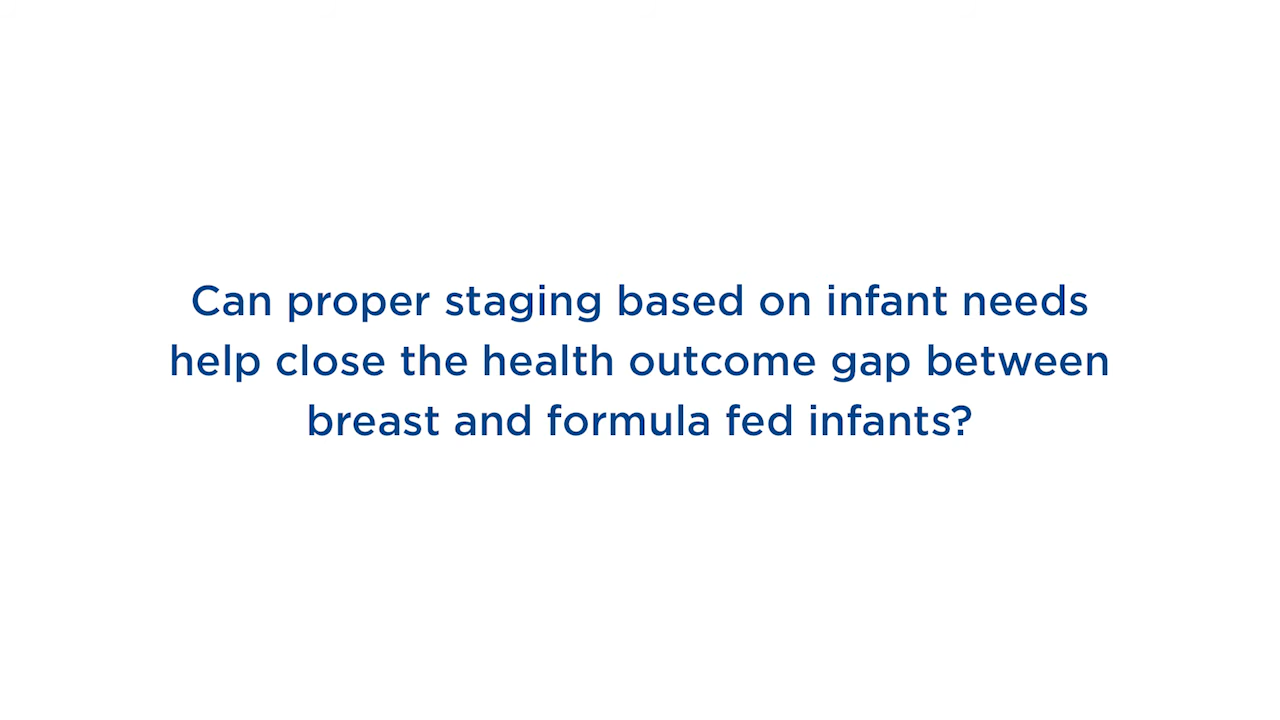 Can proper staging based on infant needs
help close the health outcome gap between
breast and formula fed infants?